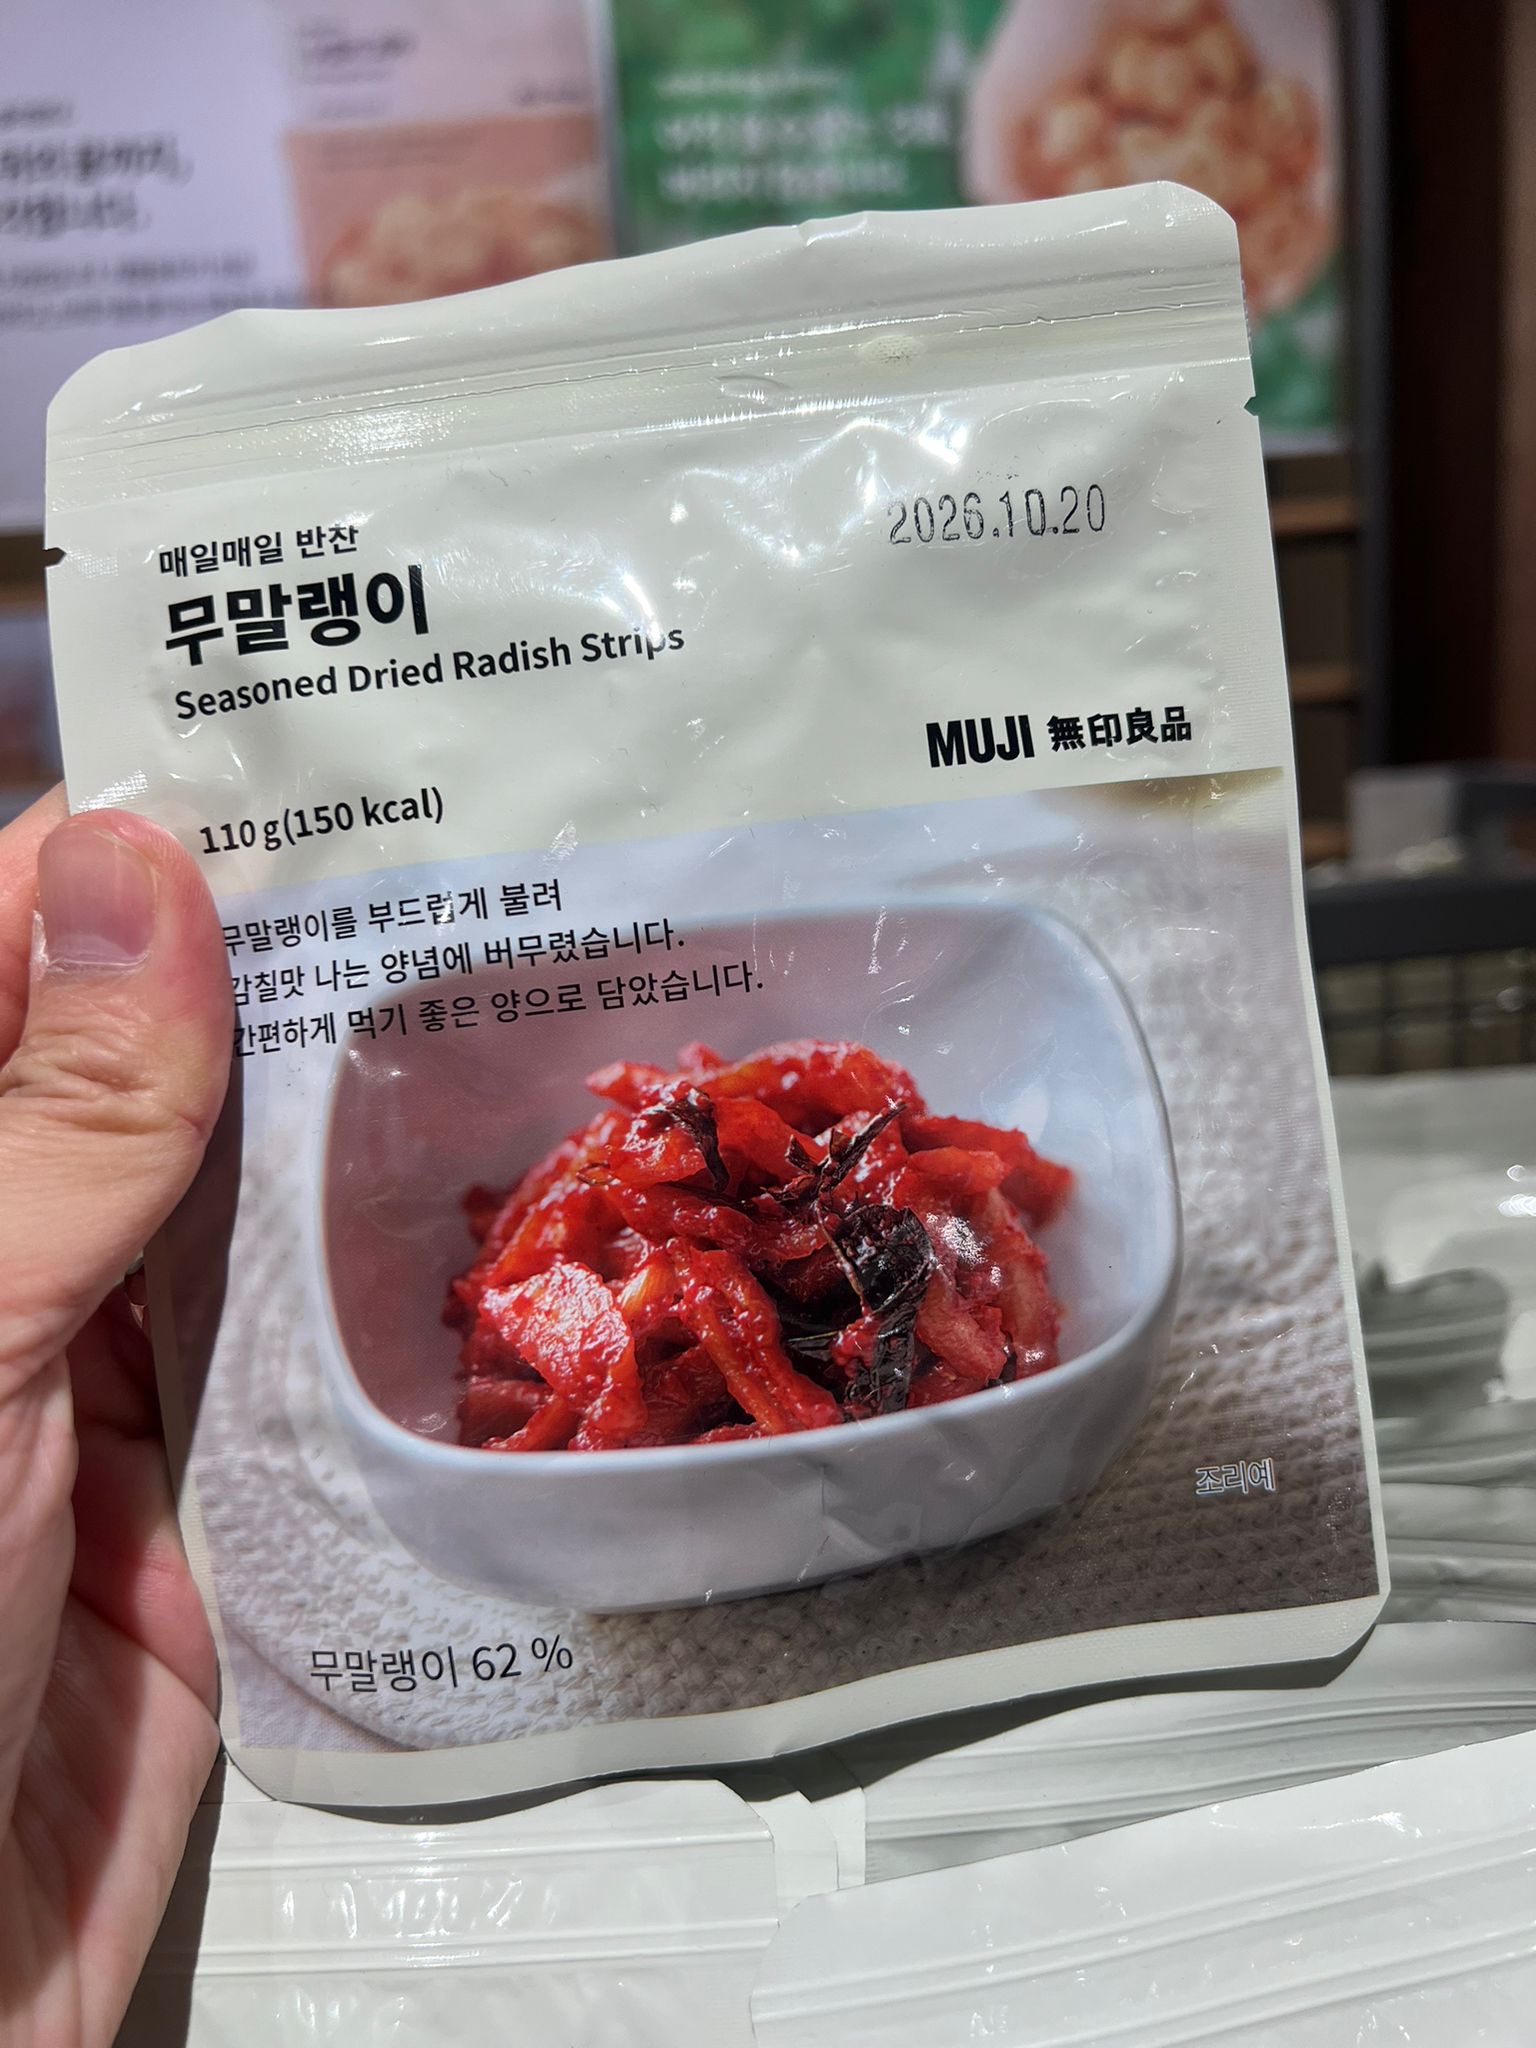 매일매일 반찬
무말랭이
Seasoned Dried Radish Strips
2026.10.20
MUJI 無印良品
110 g(150 kcal)
무말랭이를 부드럽게 불려
감칠맛 나는 양념에 버무렸습니다.
간편하게 먹기 좋은 양으로 담았습니다.
조리예
무말랭이 62 %